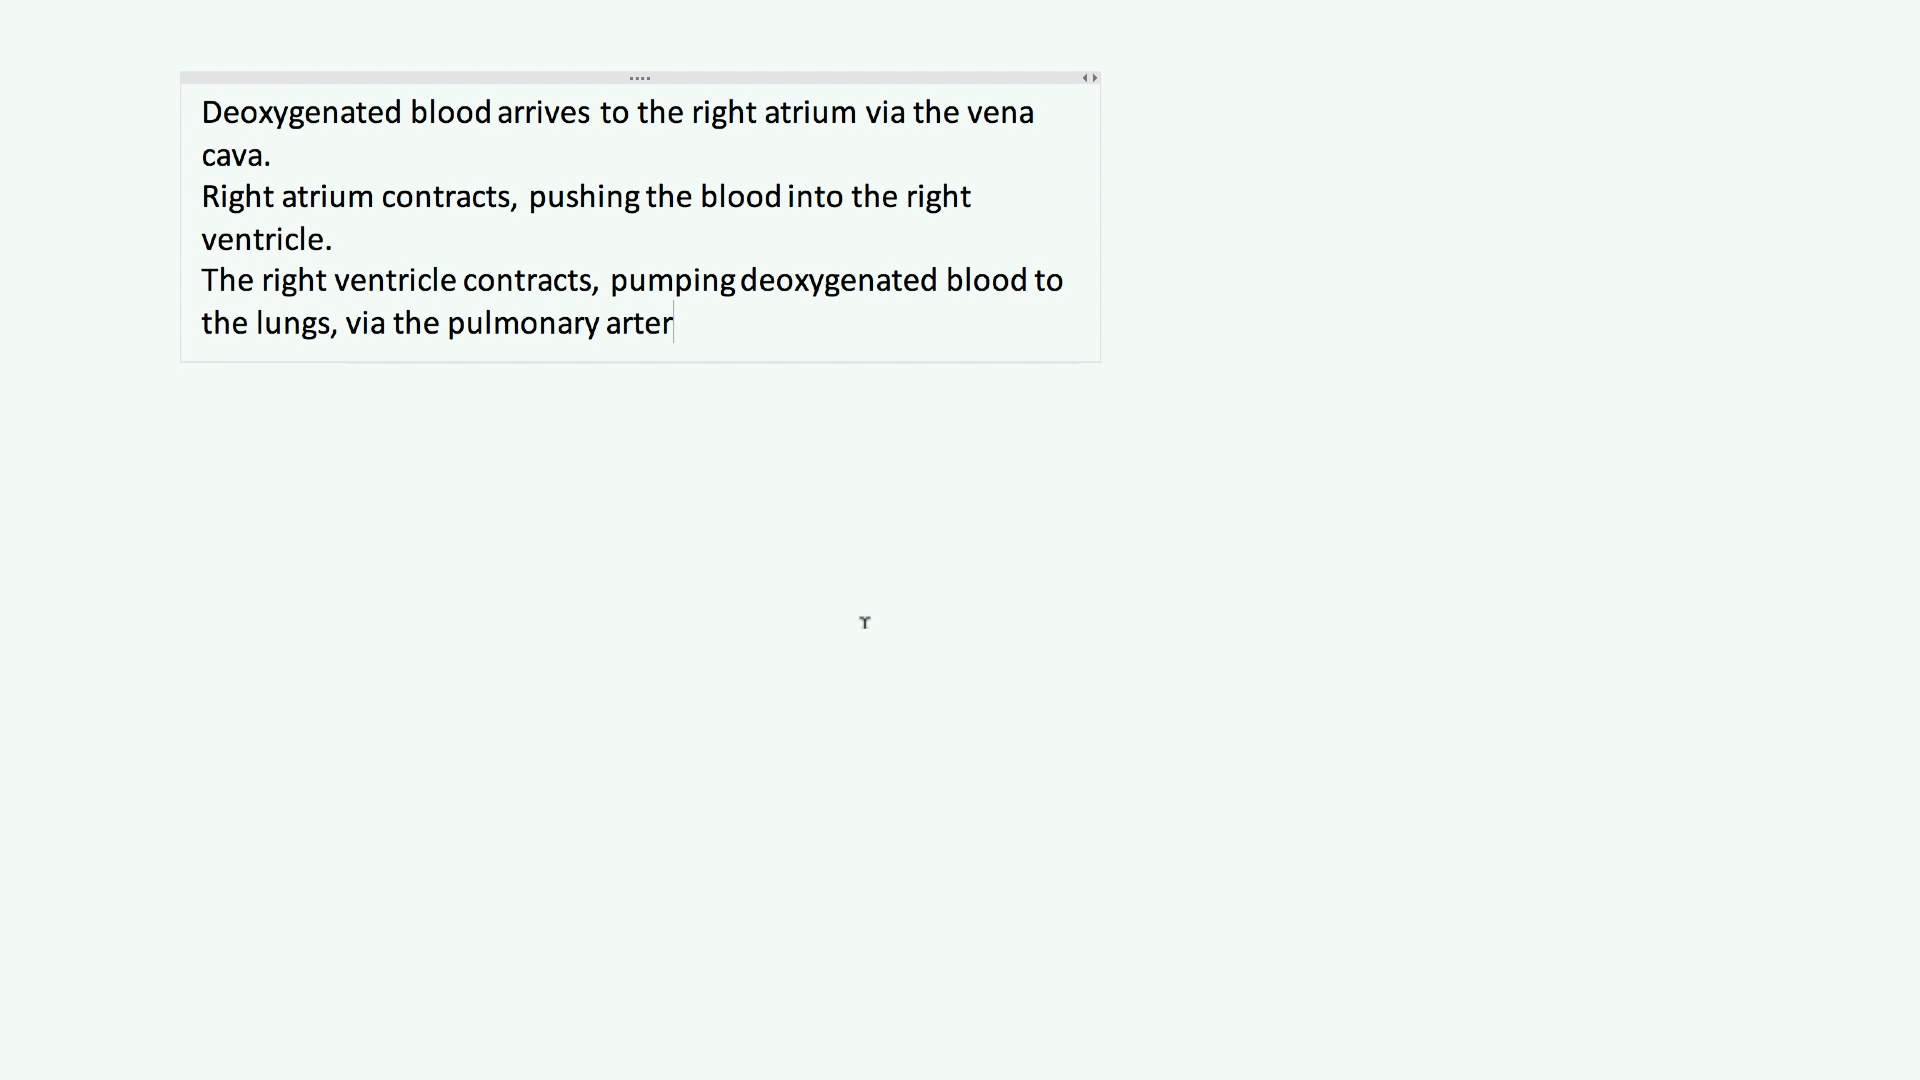 Deoxygenated blood arrives to the right atrium via the vena
cava.
Right atrium contracts, pushing the blood into the right
ventricle.
The right ventricle contracts, pumping deoxygenated blood to
the lungs, via the pulmonary arter